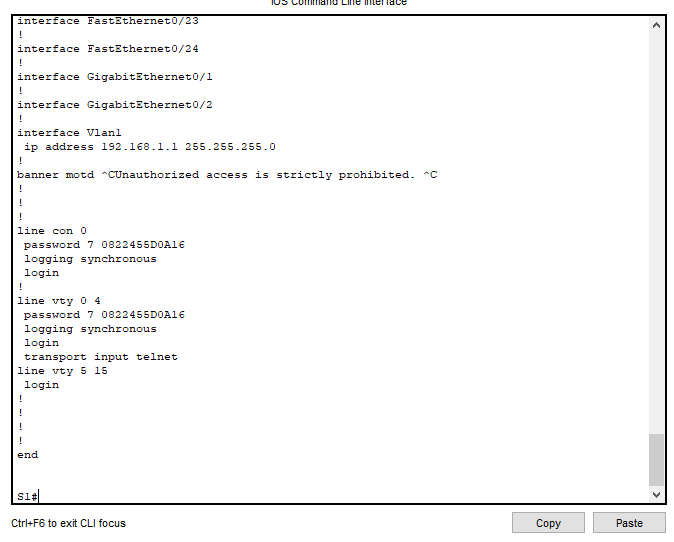 IOS Command Line Interface
interface FastEthernet0/23
!
interface FastEthernet0/24
!
interface GigabitEthernet0/1
!
interface GigabitEthernet0/2
!
interface Vlan1
ip address 192.168.1.1 255.255.255.0
!
banner motd ^CUnauthorized access is strictly prohibited. ^C
!
!
!
line con 0
password 7 0822455D0A16
logging synchronous
login
!
line vty 0 4
password 7 0822455D0A16
logging synchronous
login
transport input telnet
line vty 5 15
login
!
!
!
!
end
S1#
Ctrl+F6 to exit CLI focus
Copy
Paste